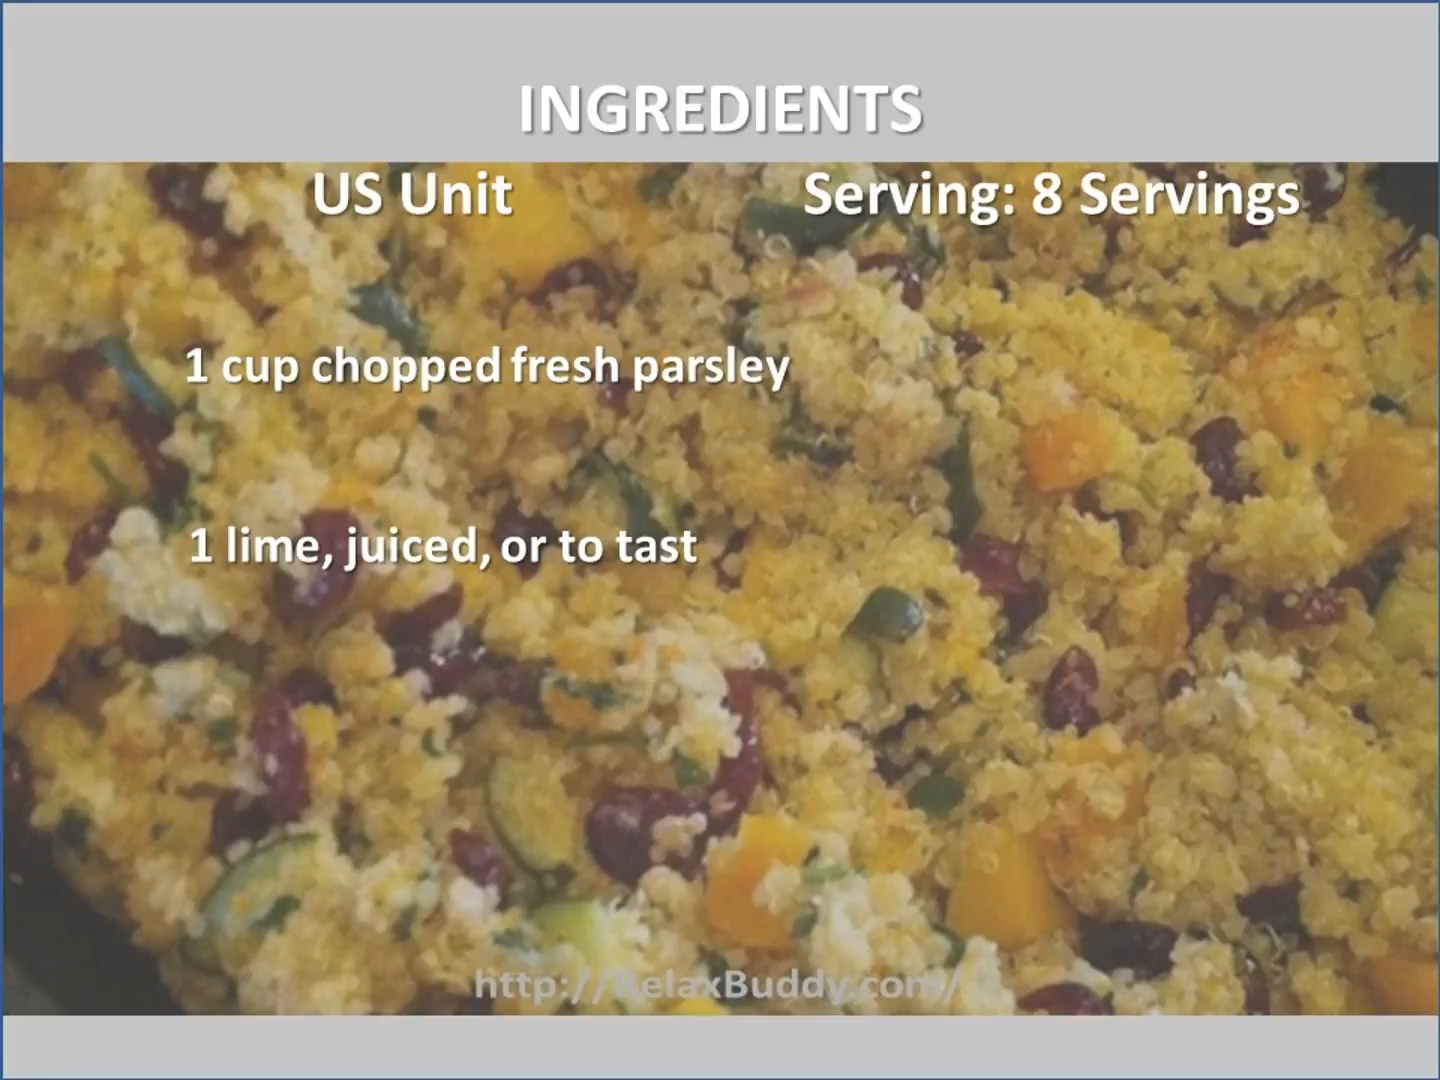 INGREDIENTS
US Unit
Serving: 8 Servings
1 cup chopped fresh parsley
1 lime, juiced, or to tast
http://RelaxBuddy.com/